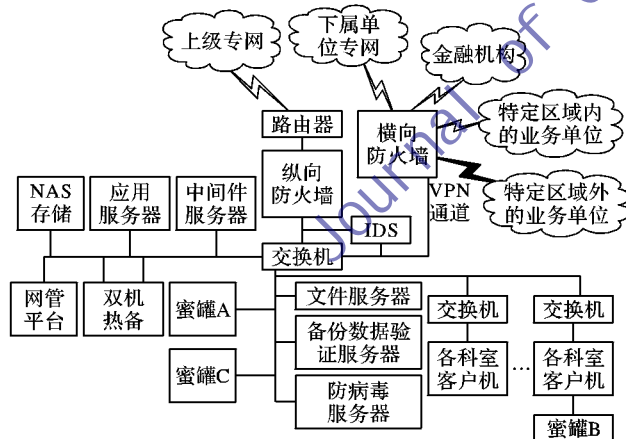 上级专网
下属单
位专网
金融机构
路由器
横向
防火墙
特定区域内
的业务单位
纵向
防火墙
NAS
存储
应用
服务器
中间件
服务器
VPN
通道
特定区域外
的业务单位
IDS
交换机
网管
平台
双机
热备
蜜罐A
文件服务器
交换机
交换机
备份数据验
证服务器
各科室
客户机
…
各科室
客户机
蜜罐C
防病毒
服务器
蜜罐B
Journal of